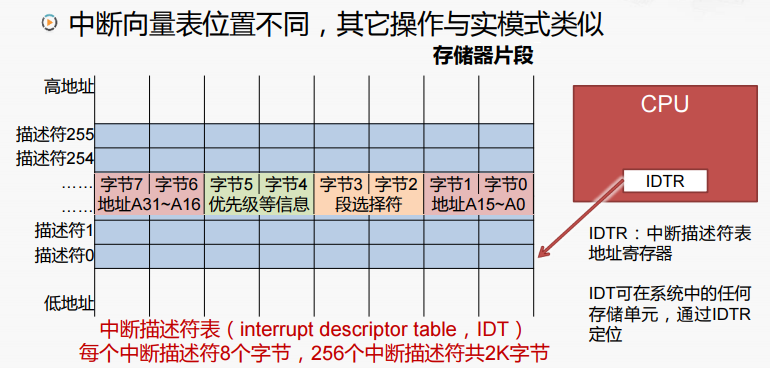 中断向量表位置不同，其它操作与实模式类似
存储器片段
高地址
描述符255
描述符254
……
字节7 字节6 字节5 字节4 字节3 字节2 字节1 字节0
……
地址A31~A16 优先级等信息 段选择符 地址A15~A0
描述符1
描述符0
低地址
中断描述符表（interrupt descriptor table，IDT）
每个中断描述符8个字节，256个中断描述符共2K字节
CPU
IDTR
IDTR：中断描述符表
地址寄存器
IDT可在系统中的任何
存储单元，通过IDTR
定位